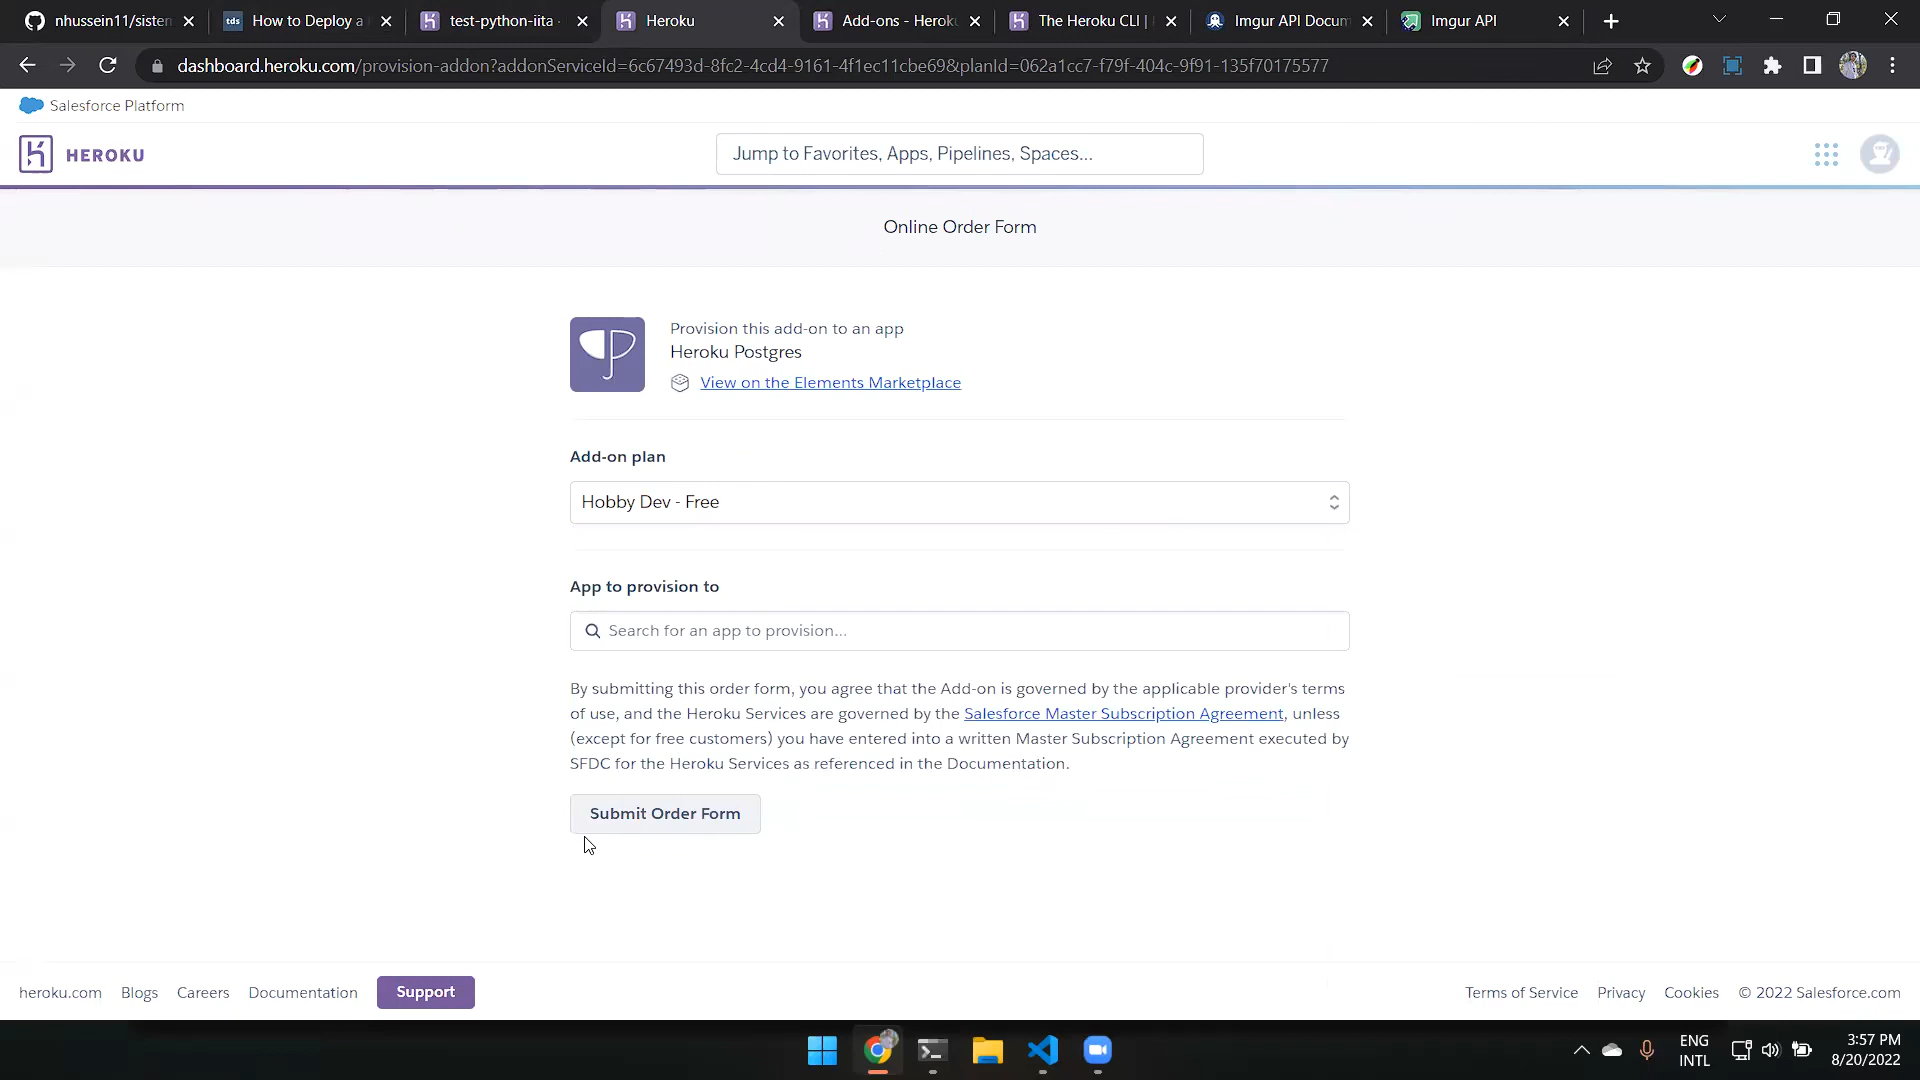 nhussein11/sistem
How to Deploy a
test-python-iita ·
Heroku
Add-ons - Heroku
The Heroku CLI |
Imgur API Docum
Imgur API
dashboard.heroku.com/provision-addon?addonServiceId=6c67493d-8fc2-4cd4-9161-4f1ec11cbe69&planId=062a1cc7-f79f-404c-9f91-135f70175577
Salesforce Platform
HEROKU
Jump to Favorites, Apps, Pipelines, Spaces...
Online Order Form
Provision this add-on to an app
Heroku Postgres
View on the Elements Marketplace
Add-on plan
Hobby Dev - Free
App to provision to
Search for an app to provision...
By submitting this order form, you agree that the Add-on is governed by the applicable provider's terms
of use, and the Heroku Services are governed by the Salesforce Master Subscription Agreement, unless
(except for free customers) you have entered into a written Master Subscription Agreement executed by
SFDC for the Heroku Services as referenced in the Documentation.
Submit Order Form
heroku.com Blogs Careers Documentation Support
Terms of Service Privacy Cookies © 2022 Salesforce.com
ENG
INTL
3:57 PM
8/20/2022